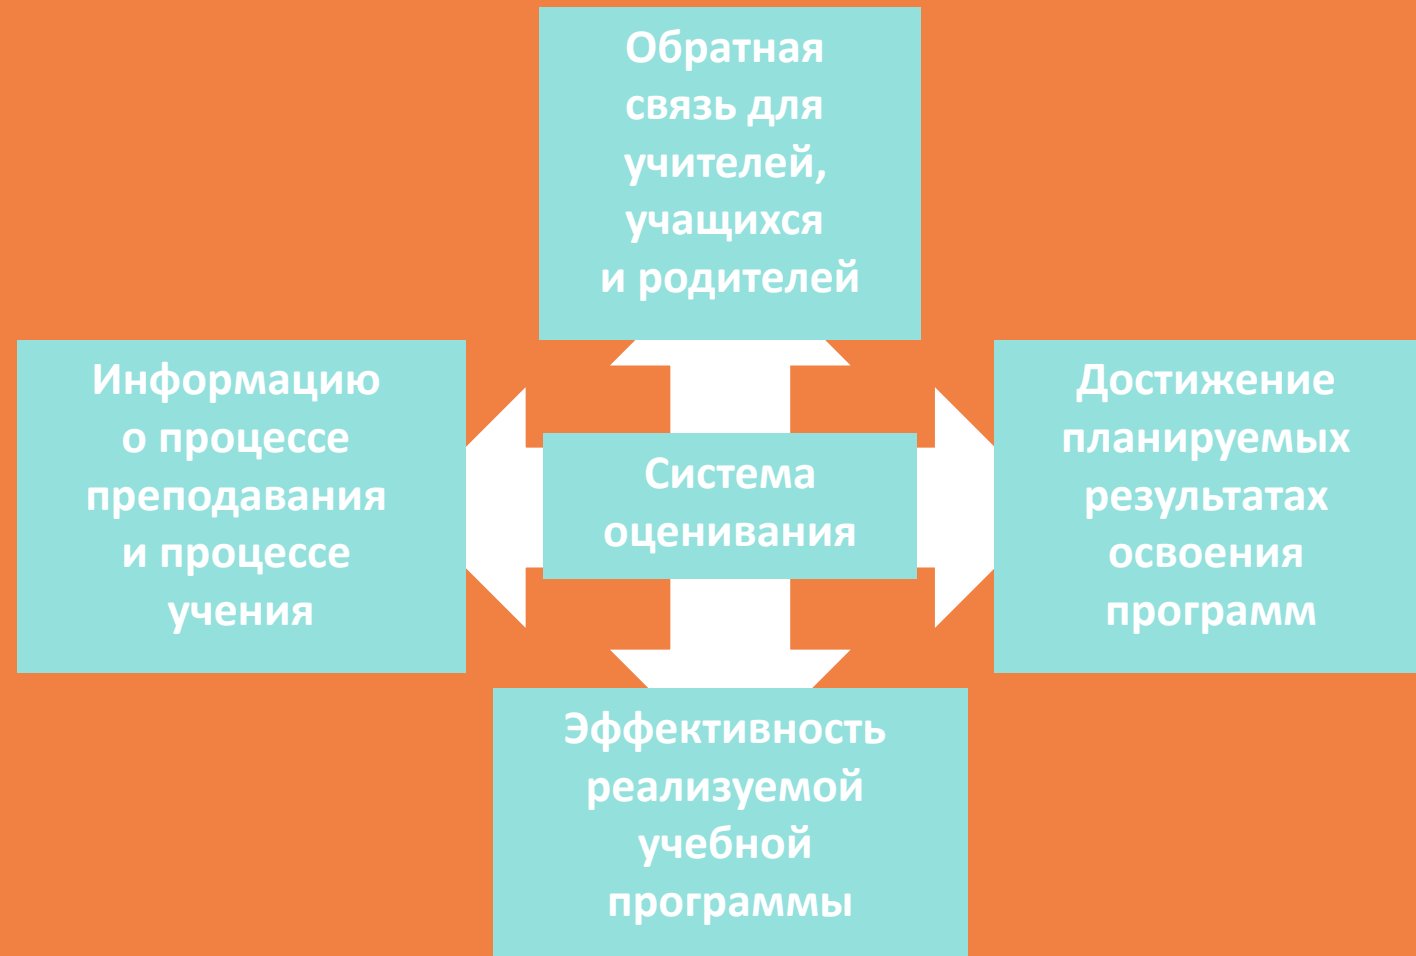 Обратная
связь для
учителей,
учащихся
и родителей
Информацию
о процессе
преподавания
и процессе
учения
Система
оценивания
Достижение
планируемых
результатах
освоения
программ
Эффективность
реализуемой
учебной
программы